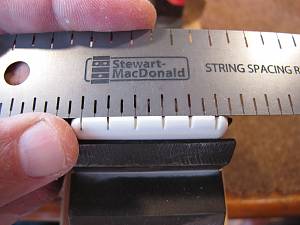 Stewart-
MacDonald
STRING SPACING R